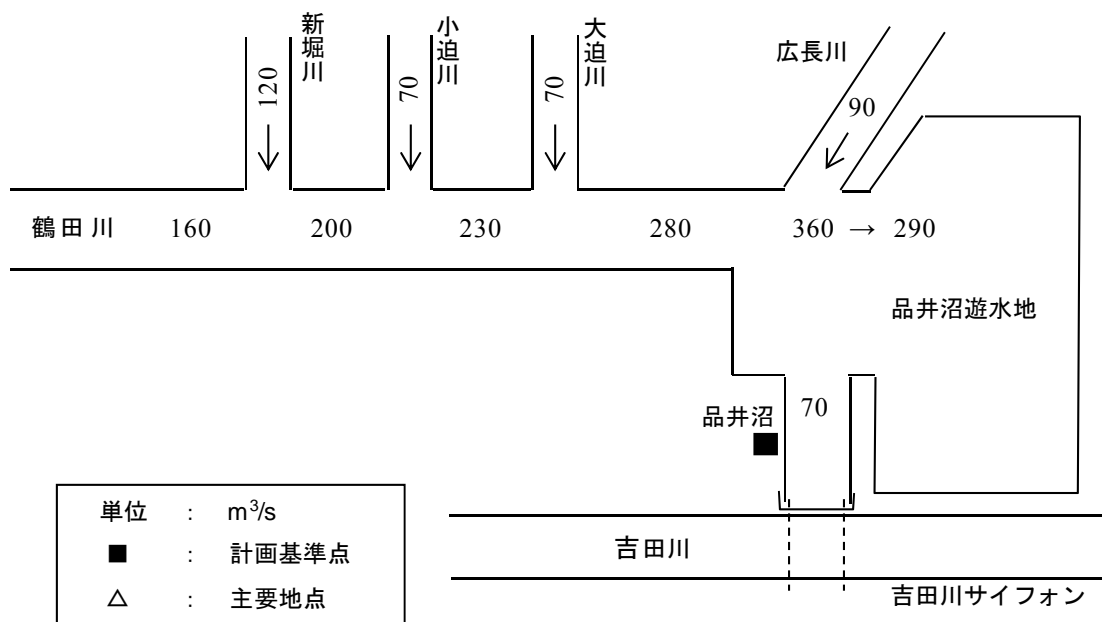 新堀川
小迫川
大迫川
広長川
120
70
70
90
鶴田川 160 200 230 280 360 → 290
品井沼遊水地
品井沼
70
単位 : m³/s
■ : 計画基準点
△ : 主要地点
吉田川
吉田川サイフォン